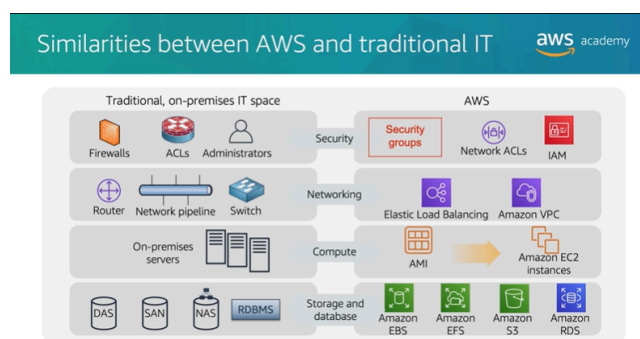 Similarities between AWS and traditional IT
aws academy
Traditional, on-premises IT space
AWS
Firewalls
ACLs
Administrators
Security
Security
groups
Network ACLs
IAM
Router
Network pipeline
Switch
Networking
Elastic Load Balancing
Amazon VPC
On-premises
servers
Compute
AMI
Amazon EC2
instances
DAS
SAN
NAS
RDBMS
Storage and
database
Amazon
EBS
Amazon
EFS
Amazon
S3
Amazon
RDS